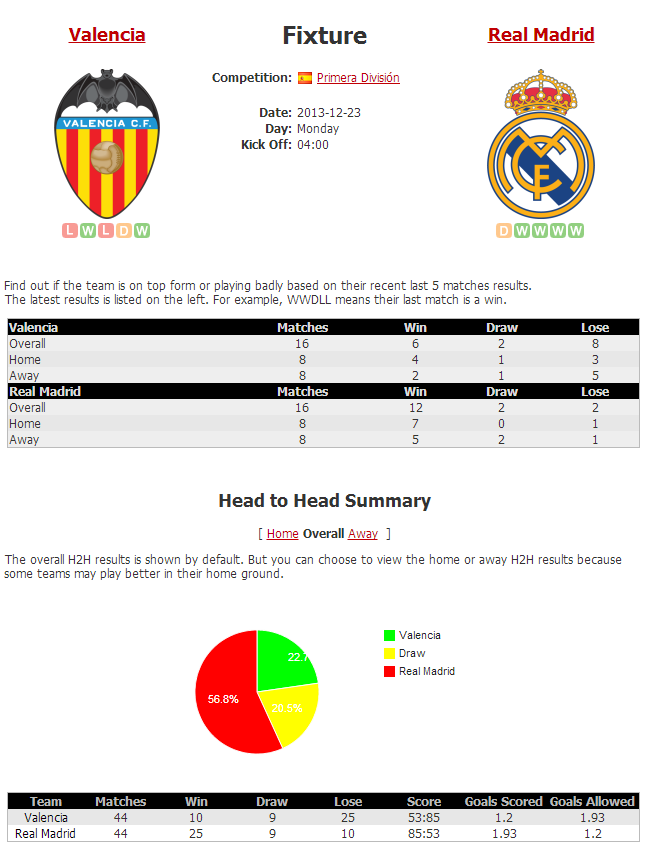 Valencia
Fixture
Real Madrid
Competition: Primera División
VALENCIA C.F.
Date: 2013-12-23
Day: Monday
Kick Off: 04:00
L W L D W
D W W W W
Find out if the team is on top form or playing badly based on their recent last 5 matches results.
The latest results is listed on the left. For example, WWDLL means their last match is a win.
Valencia Matches Win Draw Lose
Overall 16 6 2 8
Home 8 4 1 3
Away 8 2 1 5
Real Madrid Matches Win Draw Lose
Overall 16 12 2 2
Home 8 7 0 1
Away 8 5 2 1
Head to Head Summary
[ Home Overall Away ]
The overall H2H results is shown by default. But you can choose to view the home or away H2H results because
some teams may play better in their home ground.
Valencia
Draw
Real Madrid
22.7
56.8%
20.5%
Team Matches Win Draw Lose Score Goals Scored Goals Allowed
Valencia 44 10 9 25 53:85 1.2 1.93
Real Madrid 44 25 9 10 85:53 1.93 1.2